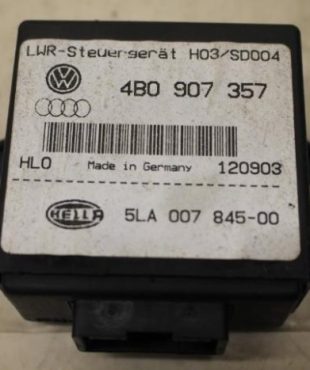 LWR-Steuergerät H03/SD004
4B0 907 357
HLO Made in Germany 120903
HELLA 5LA 007 845-00